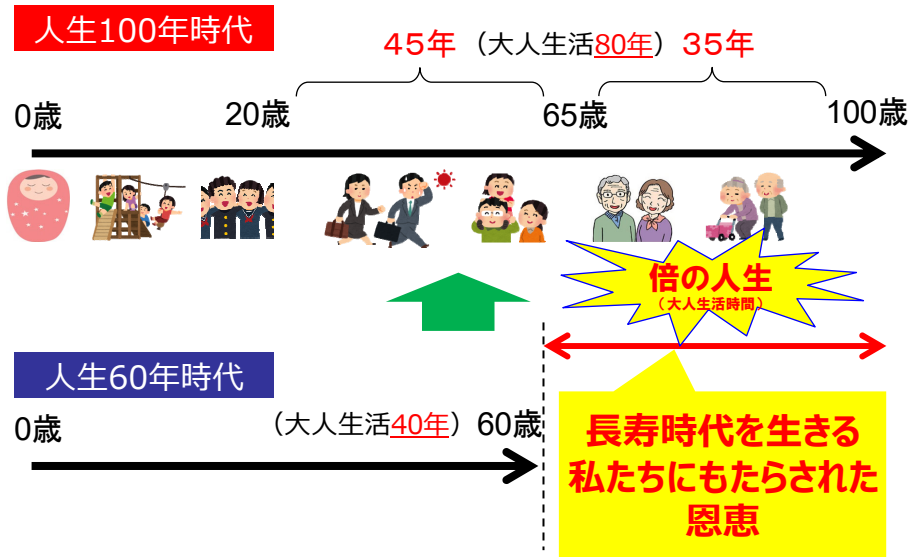 人生100年時代
45年（大人生活80年）35年
0歳
20歳
65歳
100歳
倍の人生
（大人生活時間）
人生60年時代
0歳
（大人生活40年）60歳
長寿時代を生きる
私たちにもたらされた
恩恵